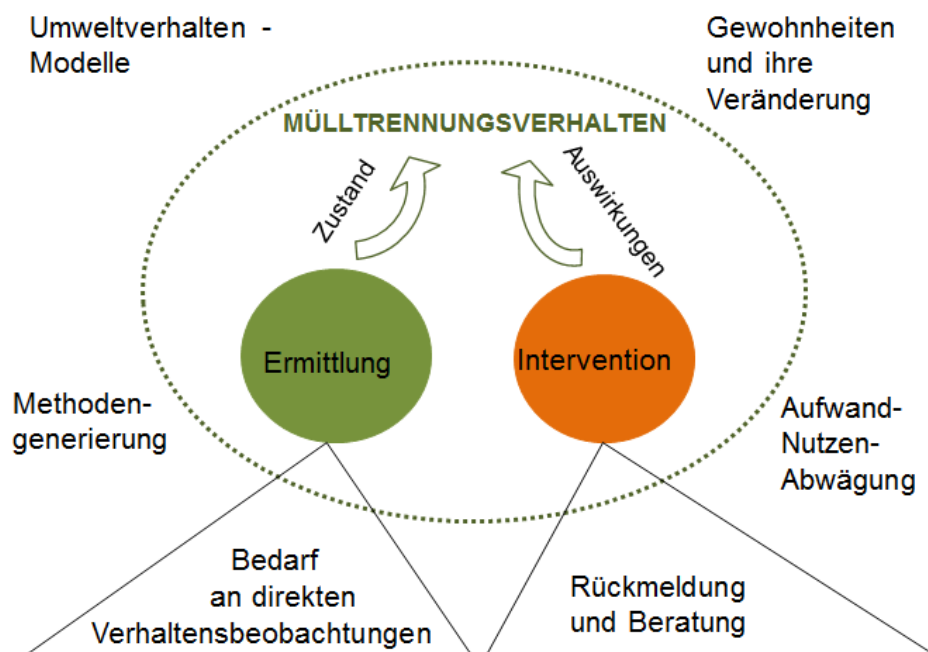 Umweltverhalten -
Modelle
Gewohnheiten
und ihre
Veränderung
MÜLLTRENNUNGSVERHALTEN
Zustand
Auswirkungen
Ermittlung
Intervention
Methoden-
generierung
Aufwand-
Nutzen-
Abwägung
Bedarf
an direkten
Verhaltensbeobachtungen
Rückmeldung
und Beratung